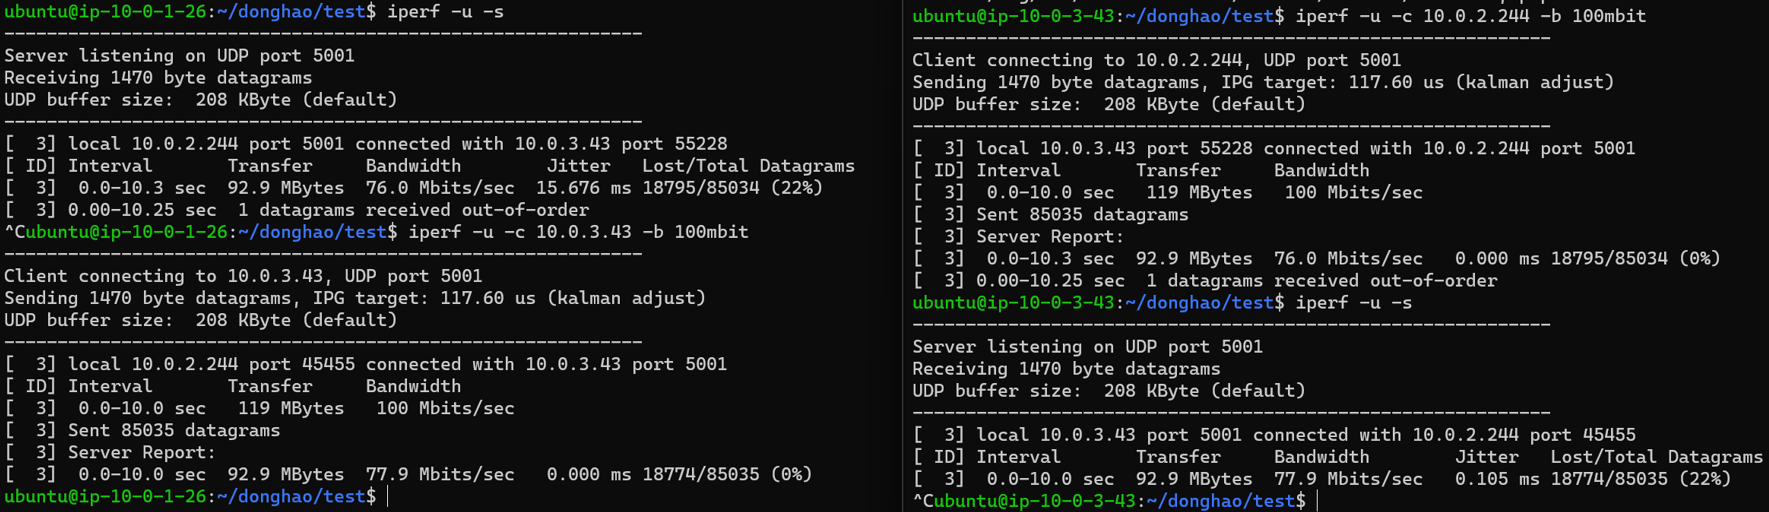 ubuntu@ip-10-0-1-26:~/donghao/test$ iperf -u -s
------------------------------------------------------------
Server listening on UDP port 5001
Receiving 1470 byte datagrams
UDP buffer size:  208 KByte (default)
------------------------------------------------------------
[  3] local 10.0.2.244 port 5001 connected with 10.0.3.43 port 55228
[ ID] Interval       Transfer     Bandwidth        Jitter   Lost/Total Datagrams
[  3]  0.0-10.3 sec  92.9 MBytes  76.0 Mbits/sec  15.676 ms 18795/85034 (22%)
[  3] 0.00-10.25 sec  1 datagrams received out-of-order
^Cubuntu@ip-10-0-1-26:~/donghao/test$ iperf -u -c 10.0.3.43 -b 100mbit
------------------------------------------------------------
Client connecting to 10.0.3.43, UDP port 5001
Sending 1470 byte datagrams, IPG target: 117.60 us (kalman adjust)
UDP buffer size:  208 KByte (default)
------------------------------------------------------------
[  3] local 10.0.2.244 port 45455 connected with 10.0.3.43 port 5001
[ ID] Interval       Transfer     Bandwidth
[  3]  0.0-10.0 sec   119 MBytes   100 Mbits/sec
[  3] Sent 85035 datagrams
[  3] Server Report:
[  3]  0.0-10.0 sec  92.9 MBytes  77.9 Mbits/sec   0.000 ms 18774/85035 (0%)
ubuntu@ip-10-0-1-26:~/donghao/test$
ubuntu@ip-10-0-3-43:~/donghao/test$ iperf -u -c 10.0.2.244 -b 100mbit
------------------------------------------------------------
Client connecting to 10.0.2.244, UDP port 5001
Sending 1470 byte datagrams, IPG target: 117.60 us (kalman adjust)
UDP buffer size:  208 KByte (default)
------------------------------------------------------------
[  3] local 10.0.3.43 port 55228 connected with 10.0.2.244 port 5001
[ ID] Interval       Transfer     Bandwidth
[  3]  0.0-10.0 sec   119 MBytes   100 Mbits/sec
[  3] Sent 85035 datagrams
[  3] Server Report:
[  3]  0.0-10.3 sec  92.9 MBytes  76.0 Mbits/sec   0.000 ms 18795/85034 (0%)
[  3] 0.00-10.25 sec  1 datagrams received out-of-order
ubuntu@ip-10-0-3-43:~/donghao/test$ iperf -u -s
------------------------------------------------------------
Server listening on UDP port 5001
Receiving 1470 byte datagrams
UDP buffer size:  208 KByte (default)
------------------------------------------------------------
[  3] local 10.0.3.43 port 5001 connected with 10.0.2.244 port 45455
[ ID] Interval       Transfer     Bandwidth        Jitter   Lost/Total Datagrams
[  3]  0.0-10.0 sec  92.9 MBytes  77.9 Mbits/sec   0.105 ms 18774/85035 (22%)
^Cubuntu@ip-10-0-3-43:~/donghao/test$